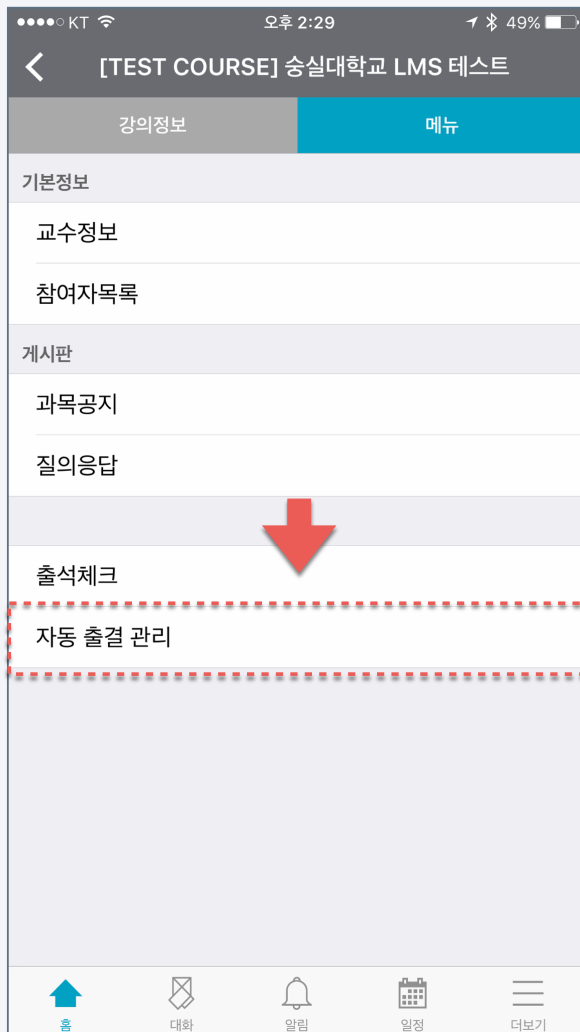 KT 오후 2:29 49%
[TEST COURSE] 숭실대학교 LMS 테스트
강의정보 메뉴
기본정보
교수정보
참여자목록
게시판
과목공지
질의응답
출석체크
자동 출결 관리
홈 대화 알림 일정 더보기